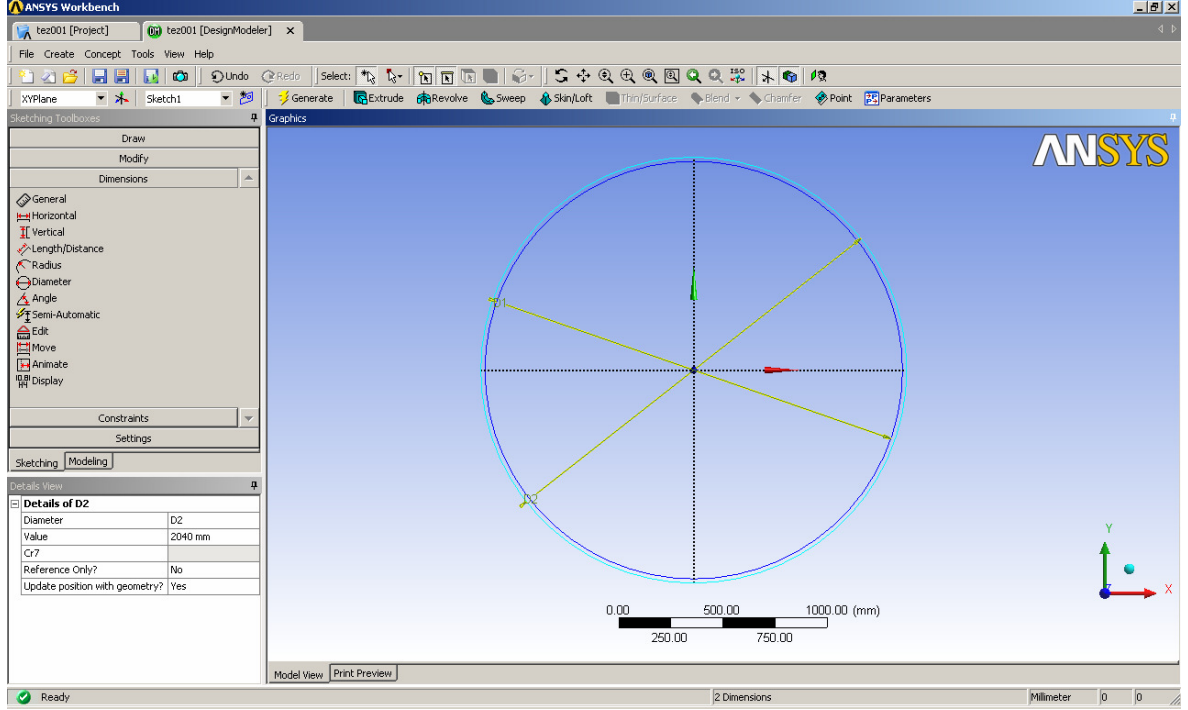 ANSYS Workbench
tez001 [Project] tez001 [DesignModeler]
File Create Concept Tools View Help
Undo Redo Select: ISO
XYPlane Sketch1 Generate Extrude Revolve Sweep Skin/Loft Thin/Surface Blend Chamfer Point Parameters
Sketching Toolboxes
Draw
Modify
Dimensions
General
Horizontal
Vertical
Length/Distance
Radius
Diameter
Angle
Semi-Automatic
Edit
Move
Animate
Display
Constraints
Settings
Sketching Modeling
Details View
Details of D2
Diameter D2
Value 2040 mm
Cr7
Reference Only? No
Update position with geometry? Yes
Graphics
ANSYS
D1
D2
Y
X
0.00 500.00 1000.00 (mm)
250.00 750.00
Model View Print Preview
Ready 2 Dimensions Millimeter 0 0